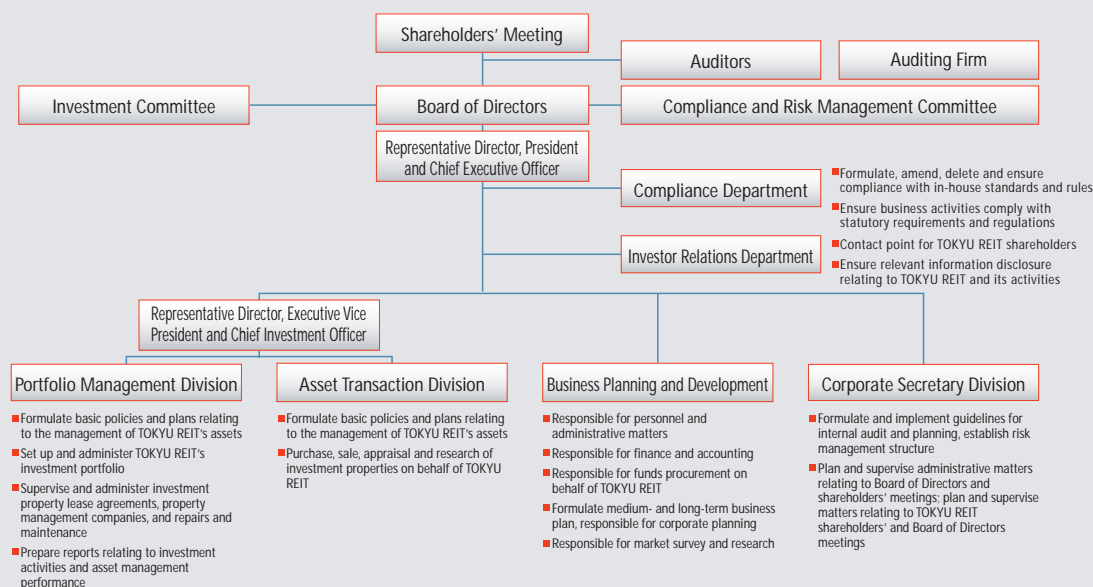 Shareholders' Meeting
Auditors
Auditing Firm
Investment Committee
Board of Directors
Compliance and Risk Management Committee
Representative Director, President
and Chief Executive Officer
Compliance Department
■Formulate, amend, delete and ensure
compliance with in-house standards and rules
■Ensure business activities comply with
statutory requirements and regulations
Investor Relations Department
■Contact point for TOKYU REIT shareholders
■Ensure relevant information disclosure
relating to TOKYU REIT and its activities
Representative Director, Executive Vice
President and Chief Investment Officer
Portfolio Management Division
■Formulate basic policies and plans relating
to the management of TOKYU REIT's assets
■Set up and administer TOKYU REIT's
investment portfolio
■Supervise and administer investment
property lease agreements, property
management companies, and repairs and
maintenance
■Prepare reports relating to investment
activities and asset management
performance
Asset Transaction Division
■Formulate basic policies and plans relating
to the management of TOKYU REIT's assets
■Purchase, sale, appraisal and research of
investment properties on behalf of TOKYU
REIT
Business Planning and Development
■Responsible for personnel and
administrative matters
■Responsible for finance and accounting
■Responsible for funds procurement on
behalf of TOKYU REIT
■Formulate medium- and long-term business
plan, responsible for corporate planning
■Responsible for market survey and research
Corporate Secretary Division
■Formulate and implement guidelines for
internal audit and planning, establish risk
management structure
■Plan and supervise administrative matters
relating to Board of Directors and
shareholders' meetings; plan and supervise
matters relating to TOKYU REIT
shareholders' and Board of Directors
meetings